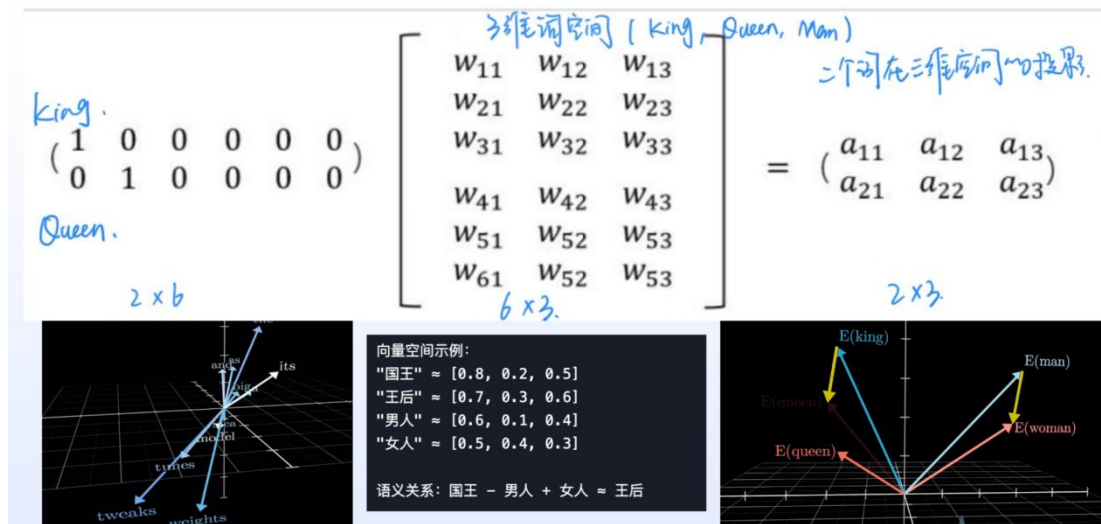 3维词空间 ( King, Queen, Man )
二个词在三维空间的投影.
King.
( 1 0 0 0 0 0 )
0 1 0 0 0 0
Queen.
2 × 6
w11 w12 w13
w21 w22 w23
w31 w32 w33
w41 w42 w43
w51 w52 w53
w61 w52 w53
6 × 3.
=
( a11 a12 a13 )
a21 a22 a23
2 × 3.
the
and as
its
big
model
tunes
tweaks
weights
向量空间示例:
"国王" ≈ [0.8, 0.2, 0.5]
"王后" ≈ [0.7, 0.3, 0.6]
"男人" ≈ [0.6, 0.1, 0.4]
"女人" ≈ [0.5, 0.4, 0.3]
语义关系: 国王 - 男人 + 女人 ≈ 王后
E(king)
E(man)
E(queen)
E(woman)
E(queen)